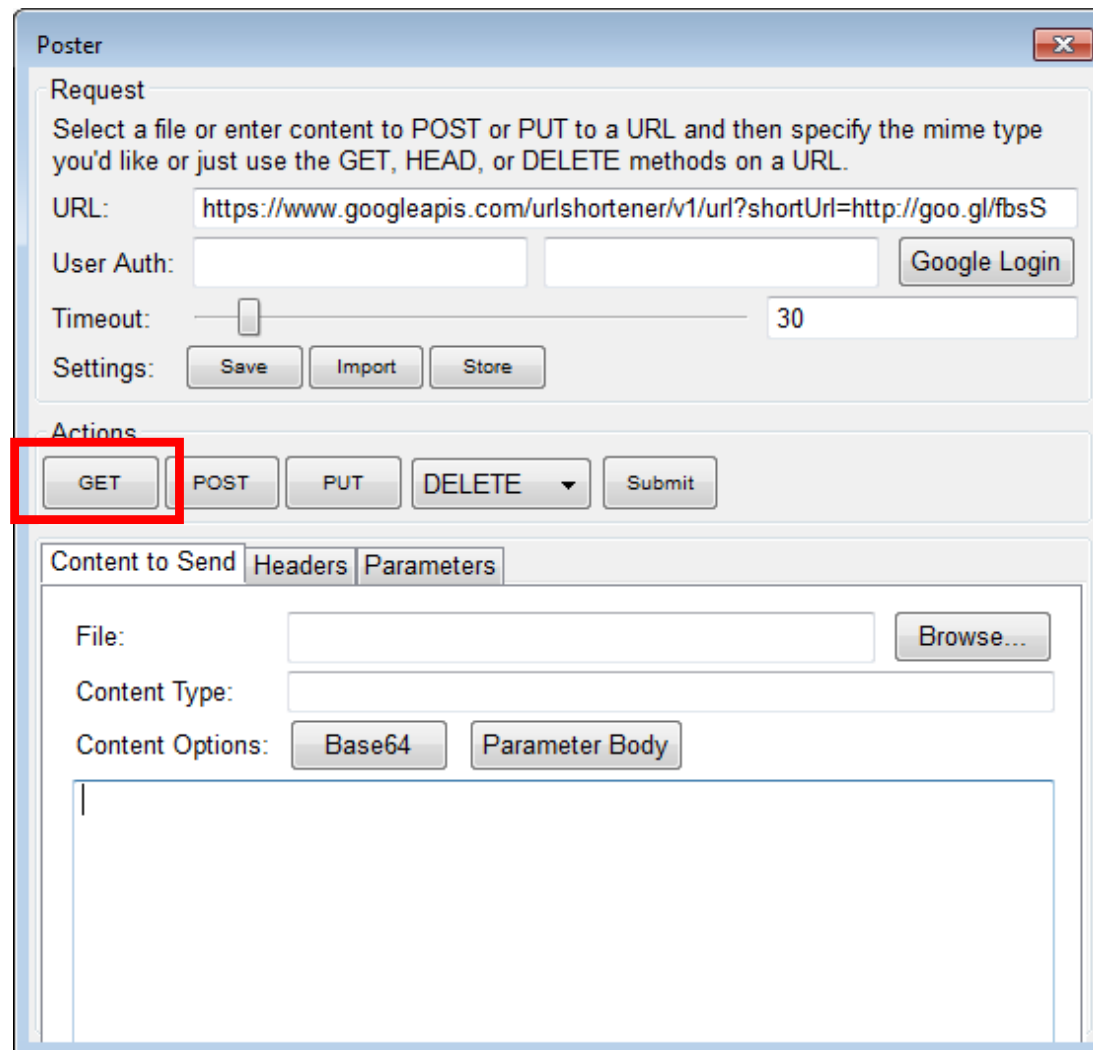 Poster
Request
Select a file or enter content to POST or PUT to a URL and then specify the mime type
you'd like or just use the GET, HEAD, or DELETE methods on a URL.
URL: https://www.googleapis.com/urlshortener/v1/url?shortUrl=http://goo.gl/fbsS
User Auth: Google Login
Timeout: 30
Settings: Save Import Store
Actions
GET POST PUT DELETE Submit
Content to Send Headers Parameters
File: Browse...
Content Type:
Content Options: Base64 Parameter Body